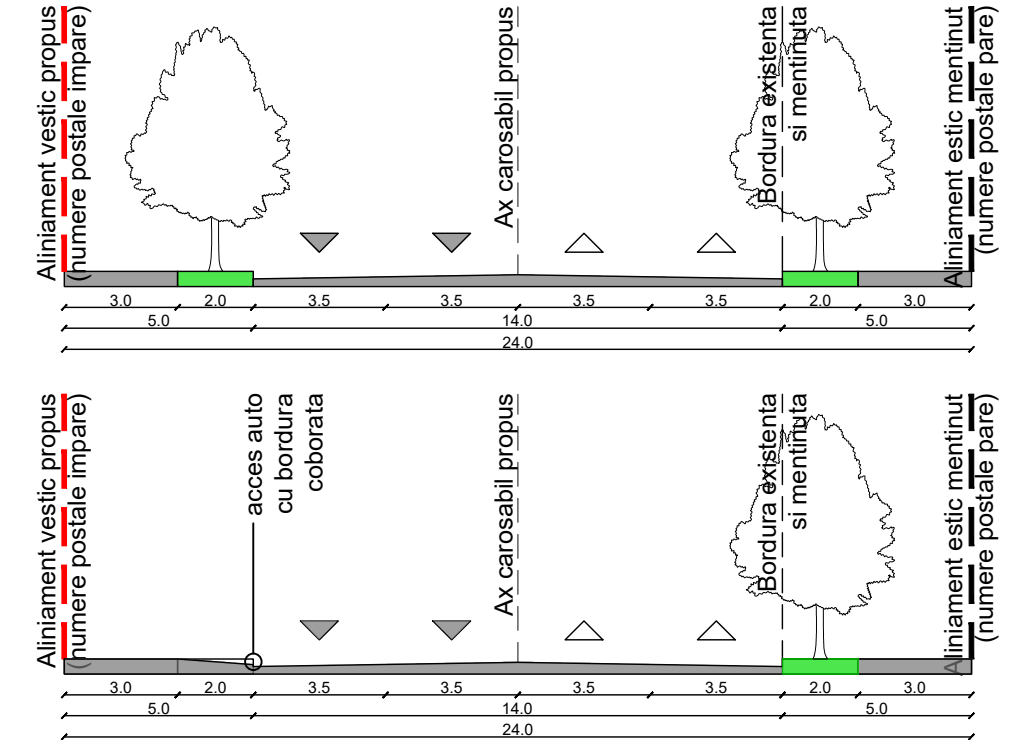 Aliniament vestic propus
(numere postale impare)
Ax carosabil propus
Bordura existenta
si mentinuta
Aliniament estic mentinut
(numere postale pare)
3.0 2.0 3.5 3.5 3.5 3.5 2.0 3.0
5.0 14.0 5.0
24.0
Aliniament vestic propus
(numere postale impare)
acces auto
cu bordura
coborata
Ax carosabil propus
Bordura existenta
si mentinuta
Aliniament estic mentinut
(numere postale pare)
3.0 2.0 3.5 3.5 3.5 3.5 2.0 3.0
5.0 14.0 5.0
24.0